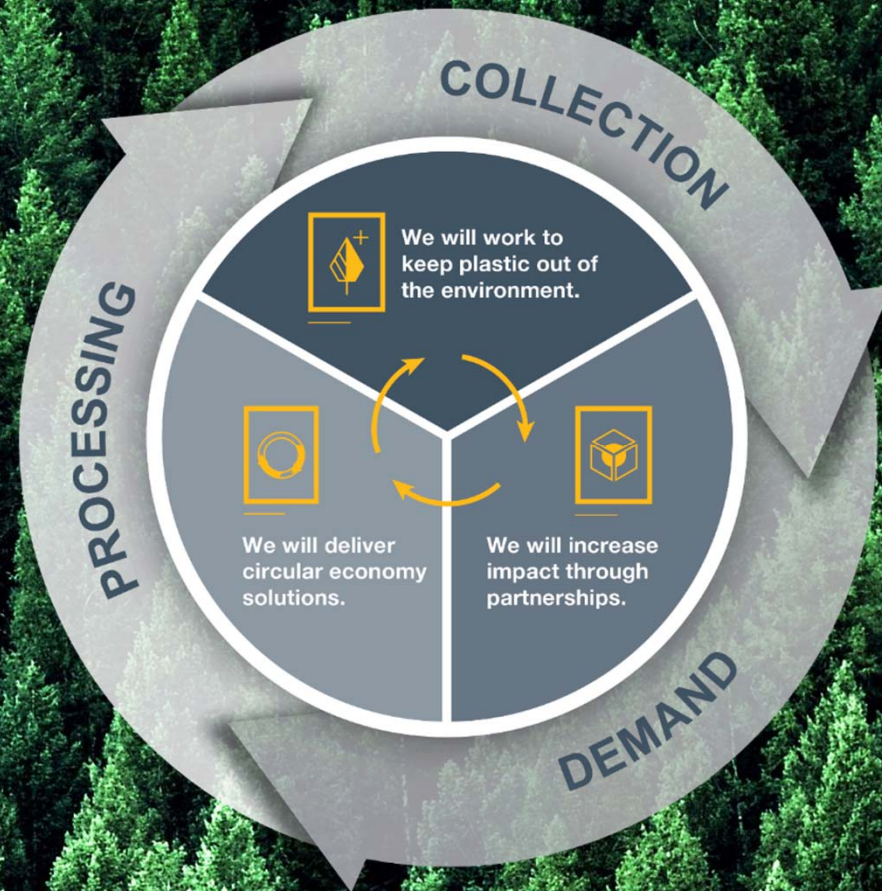 COLLECTION
We will work to
keep plastic out of
the environment.
PROCESSING
We will deliver
circular economy
solutions.
We will increase
impact through
partnerships.
DEMAND